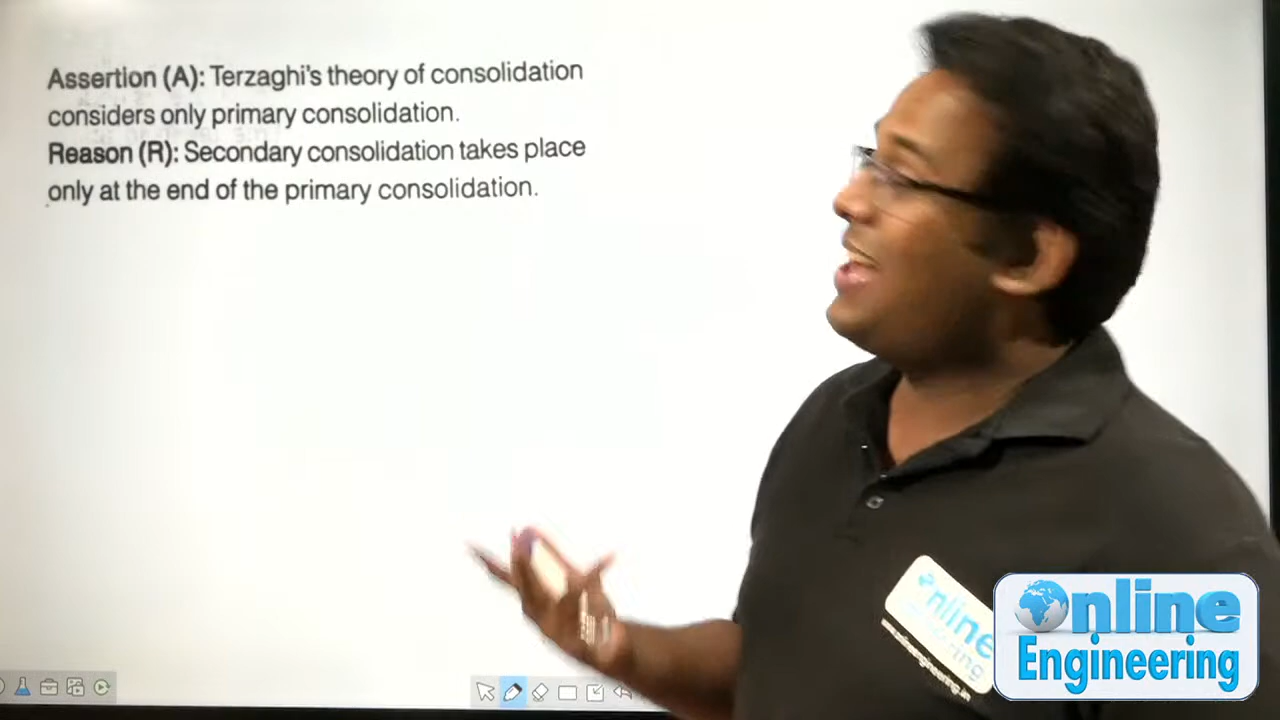 Assertion (A): Terzaghi's theory of consolidation
considers only primary consolidation.
Reason (R): Secondary consolidation takes place
only at the end of the primary consolidation.
nline
Online
Engineering